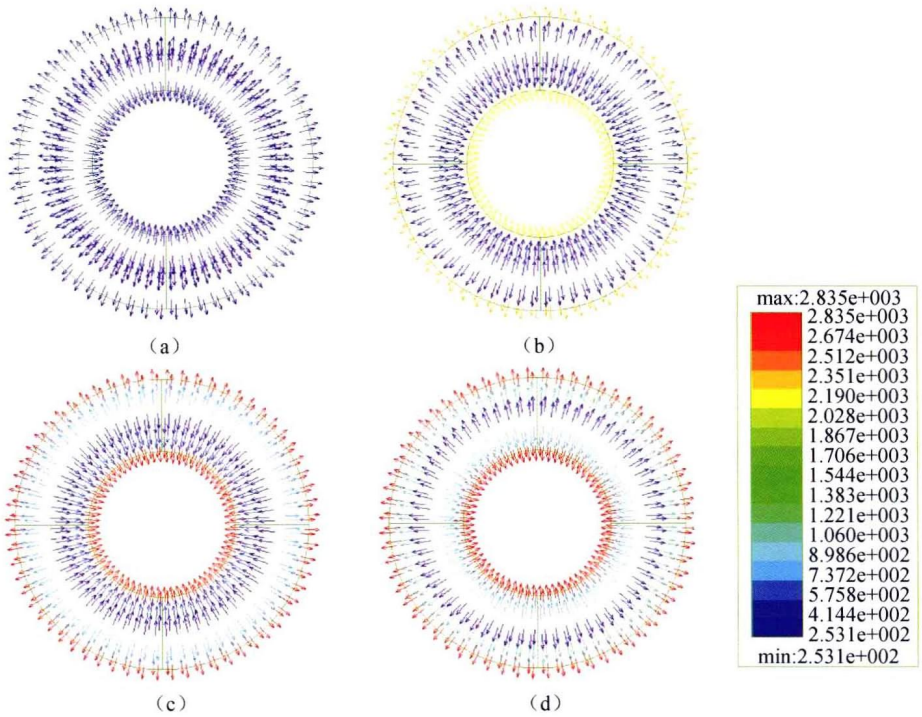 (a)
(b)
max:2.835e+003
2.835e+003
2.674e+003
2.512e+003
2.351e+003
2.190e+003
2.028e+003
1.867e+003
1.706e+003
1.544e+003
1.383e+003
1.221e+003
1.060e+003
8.986e+002
7.372e+002
5.758e+002
4.144e+002
2.531e+002
min:2.531e+002
(c)
(d)